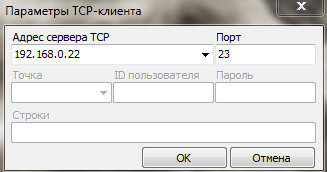 Параметры TCP-клиента
Адрес сервера TCP Порт
192.168.0.22 23
Точка ID пользователя Пароль
Строки
OK Отмена